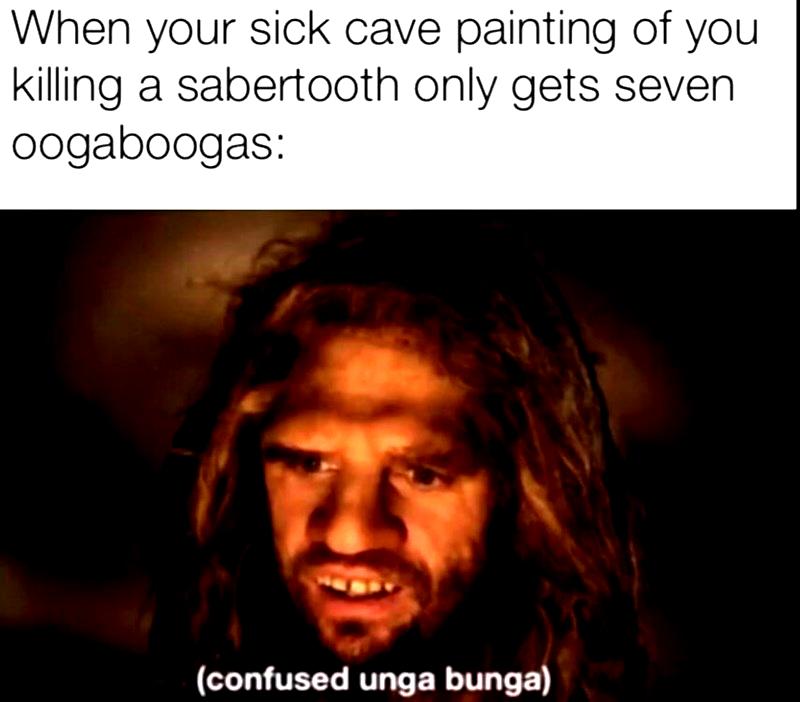 When your sick cave painting of you
killing a sabertooth only gets seven
oogaboogas:
(confused unga bunga)